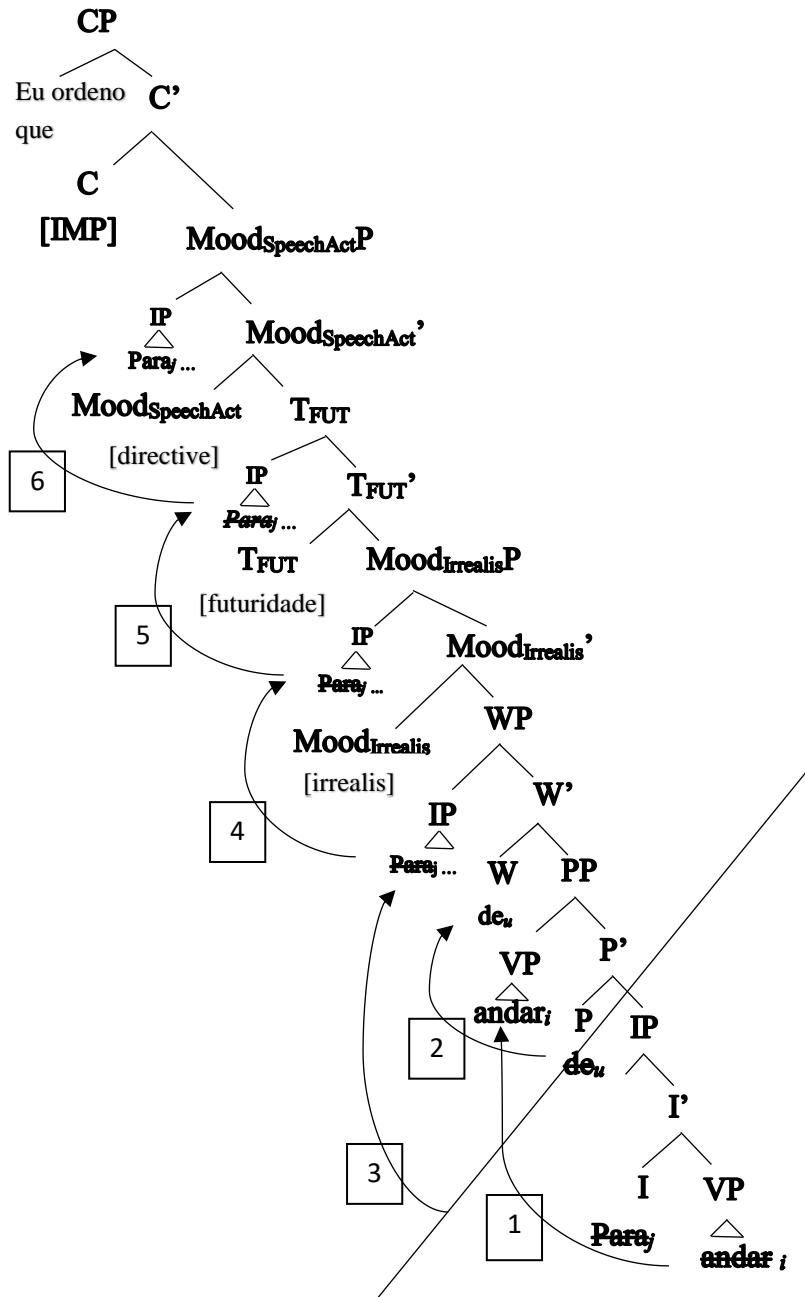 CP
Eu ordeno
que
C’
C
[IMP]
MoodSpeechActP
IP
Paraj ...
MoodSpeechAct’
MoodSpeechAct
[directive]
TFUT
6
IP
Paraj ...
TFUT’
TFUT
[futuridade]
MoodIrrealisP
5
IP
Paraj ...
MoodIrrealis’
MoodIrrealis
[irrealis]
WP
4
IP
Paraj ...
W’
W
deu
PP
VP
andari
P’
2
P
deu
IP
I’
3
I
Paraj
VP
andar i
1